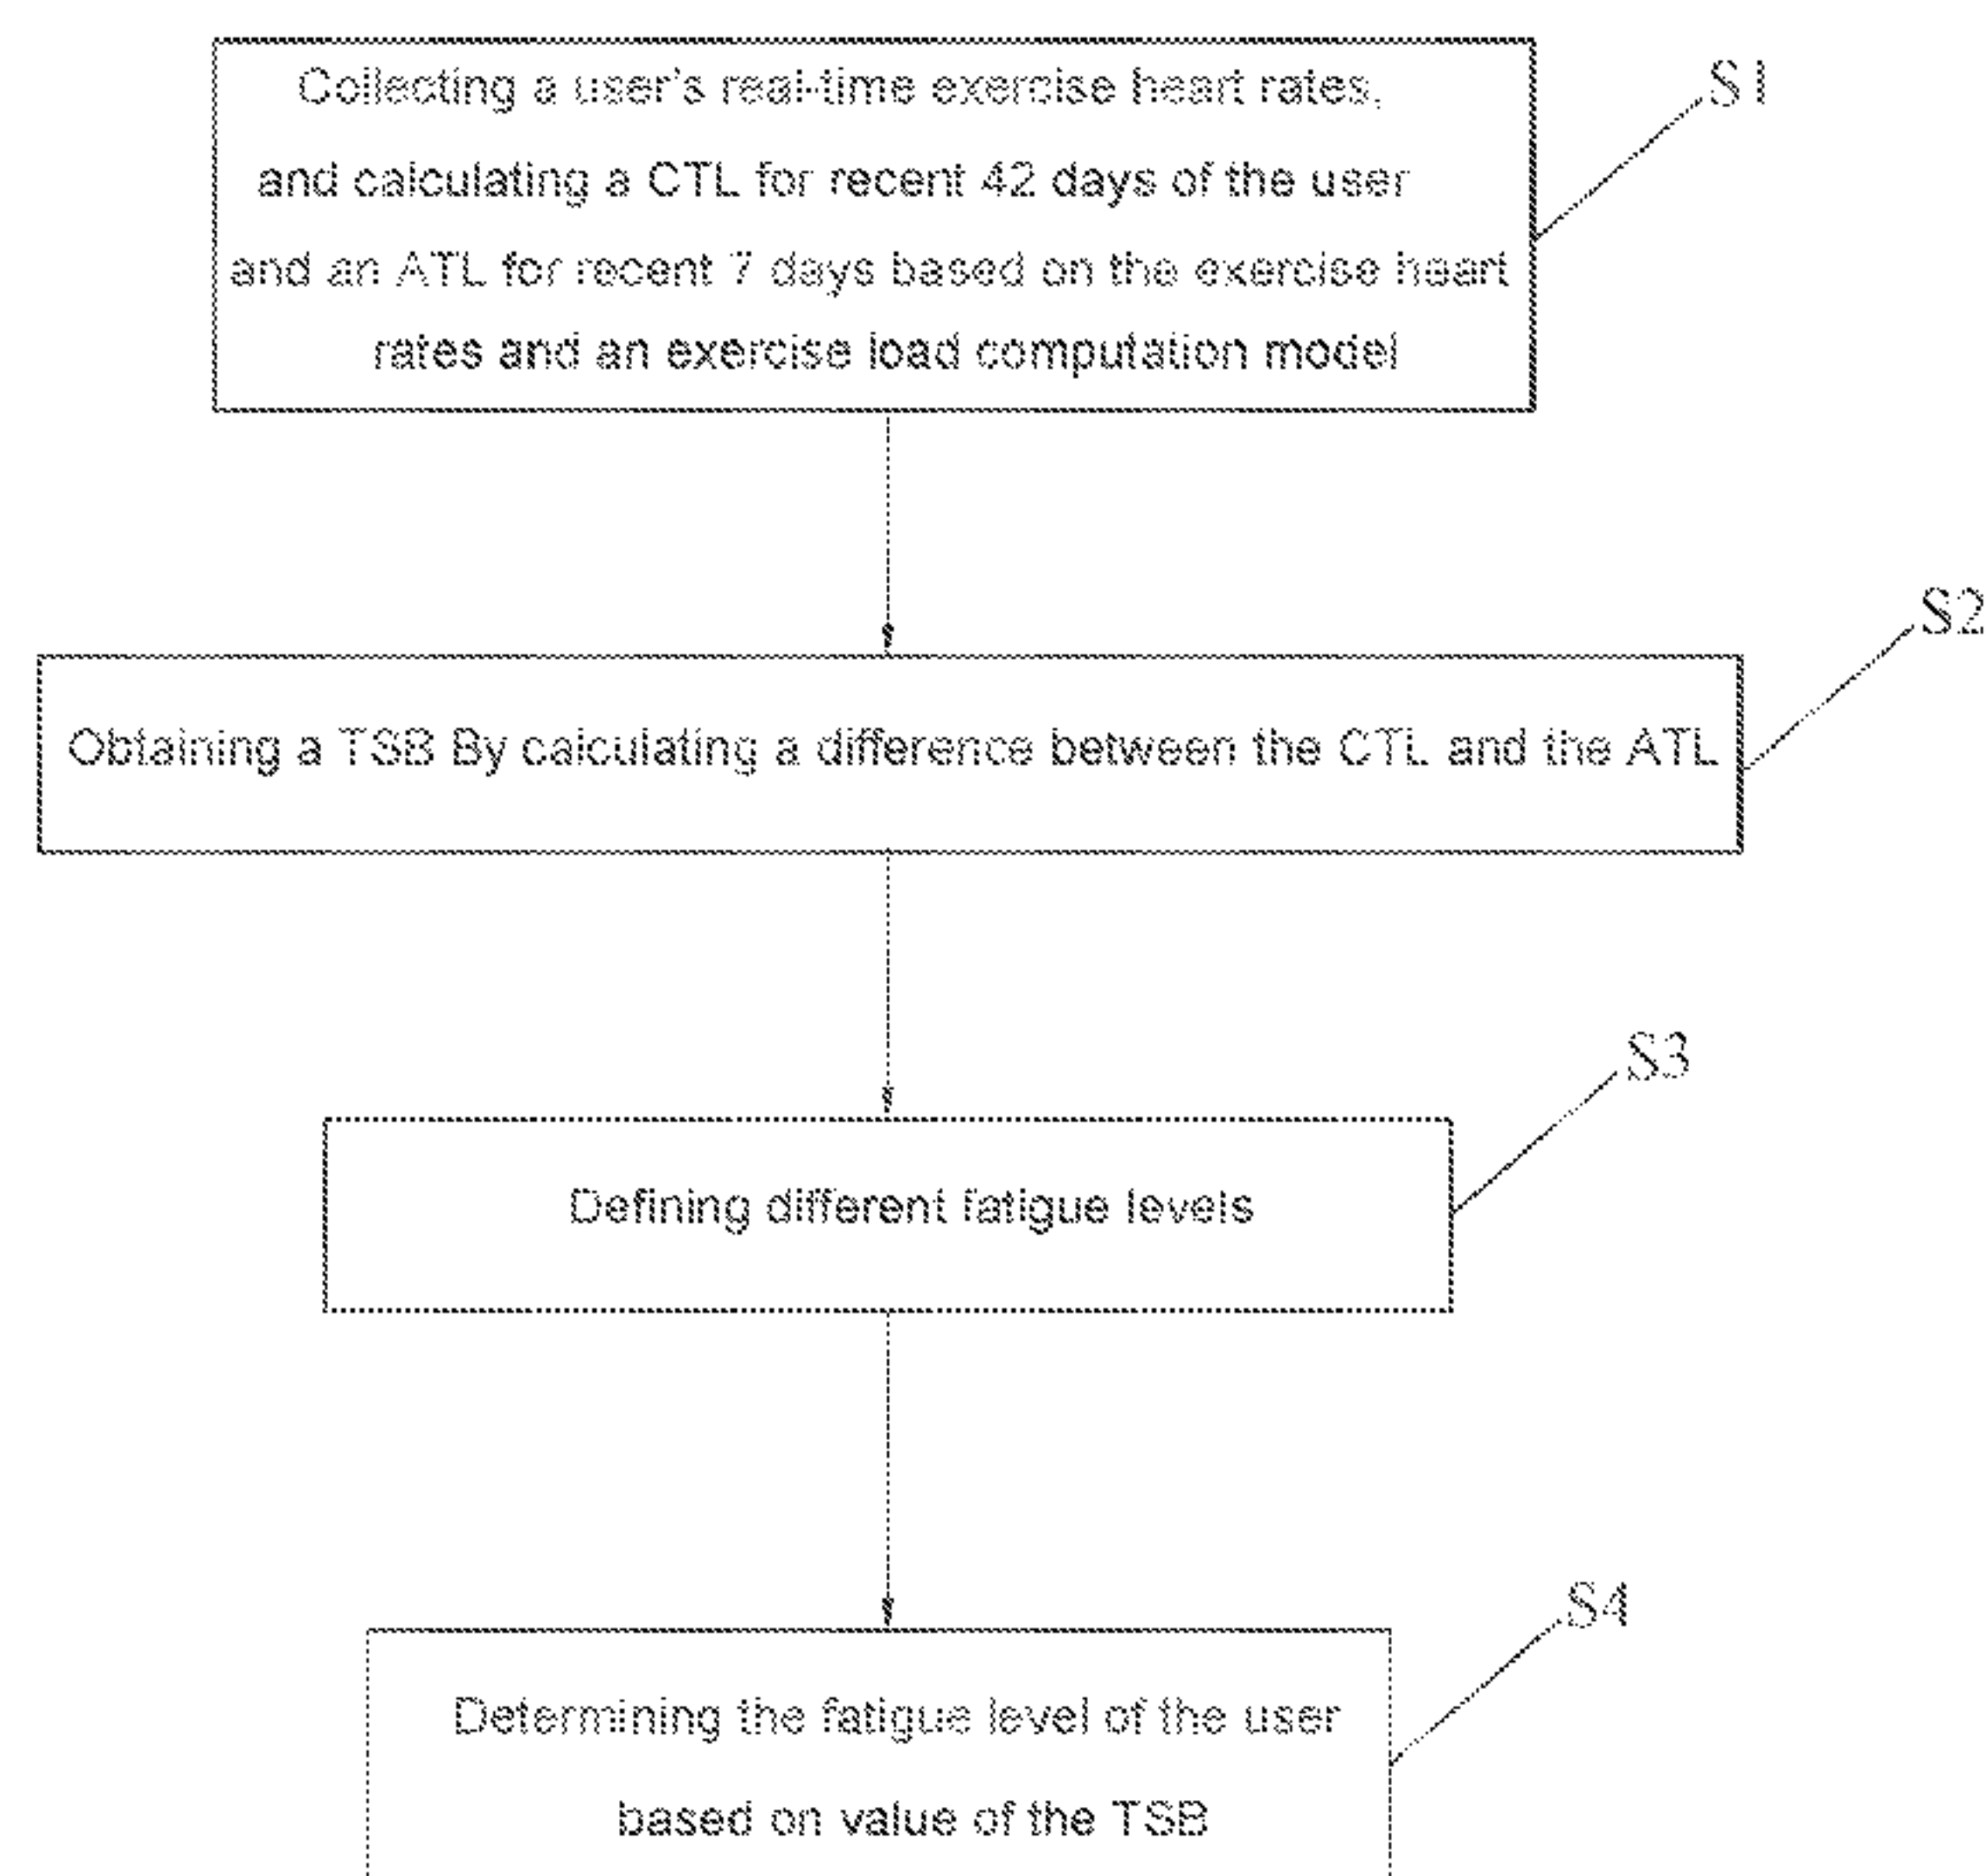 Collecting a user's real-time exercise heart rates,
and calculating a CTL for recent 42 days of the user
and an ATL for recent 7 days based on the exercise heart
rates and an exercise load computation model
S1
Obtaining a TSB By calculating a difference between the CTL and the ATL
S2
Defining different fatigue levels
S3
Determining the fatigue level of the user
based on value of the TSB
S4